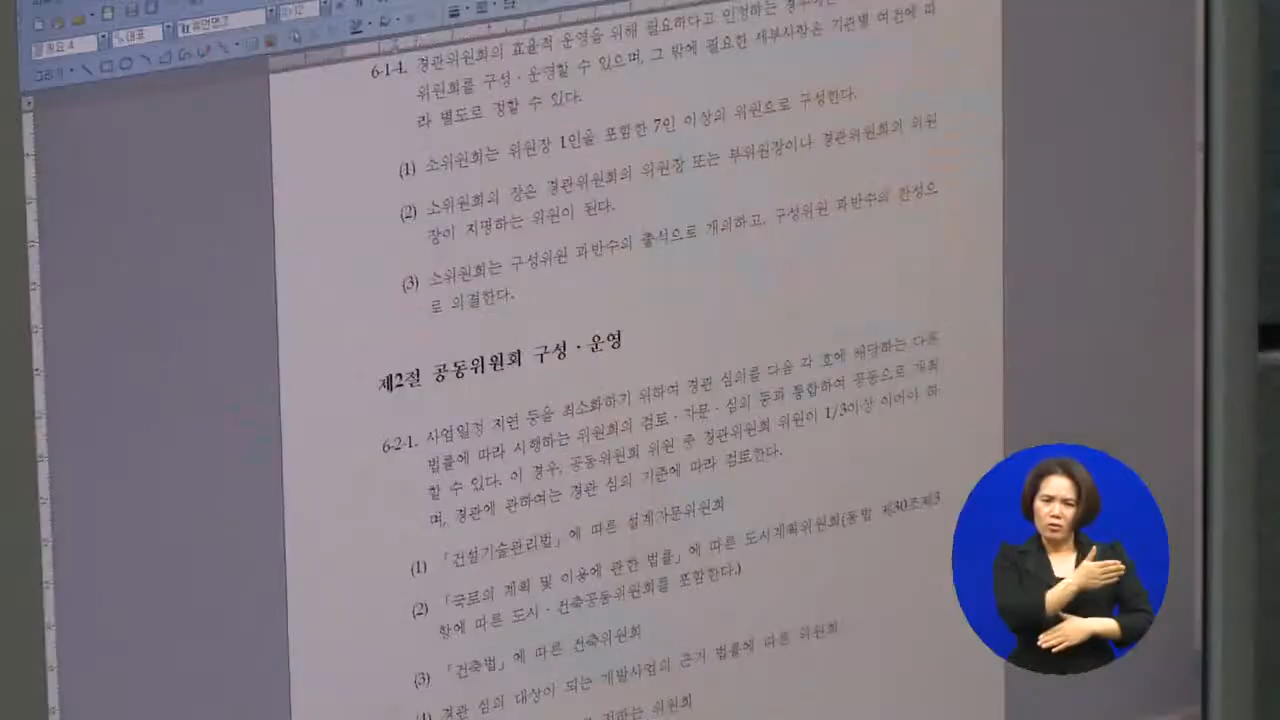 대표
휴먼명조
그리기
6-1-4. 경관위원회의 효율적 운영을 위해 필요하다고 인정하는 경우에는
위원회를 구성·운영할 수 있으며, 그 밖에 필요한 세부사항은 기관별 여건에 따
라 별도로 정할 수 있다.
(1) 소위원회는 위원장 1인을 포함한 7인 이상의 위원으로 구성한다.
(2) 소위원회의 장은 경관위원회의 위원장 또는 부위원장이나 경관위원회의 위원
장이 지명하는 위원이 된다.
(3) 소위원회는 구성위원 과반수의 출석으로 개의하고, 구성위원 과반수의 찬성으
로 의결한다.
제2절 공동위원회 구성·운영
6-2-1. 사업일정 지연 등을 최소화하기 위하여 경관 심의를 다음 각 호에 해당하는 다른
법률에 따라 시행하는 위원회의 검토·자문·심의 등과 통합하여 공동으로 개최
할 수 있다. 이 경우, 공동위원회 위원 중 경관위원회 위원이 1/3이상 이어야 하
며, 경관에 관하여는 경관 심의 기준에 따라 검토한다.
(1) 「건설기술관리법」에 따른 설계자문위원회
(2) 「국토의 계획 및 이용에 관한 법률」에 따른 도시계획위원회(동법 제30조제3
항에 따른 도시·건축공동위원회를 포함한다.)
(3) 「건축법」에 따른 건축위원회
(4) 경관 심의 대상이 되는 개발사업의 근거 법률에 따른 위원회
정하는 위원회